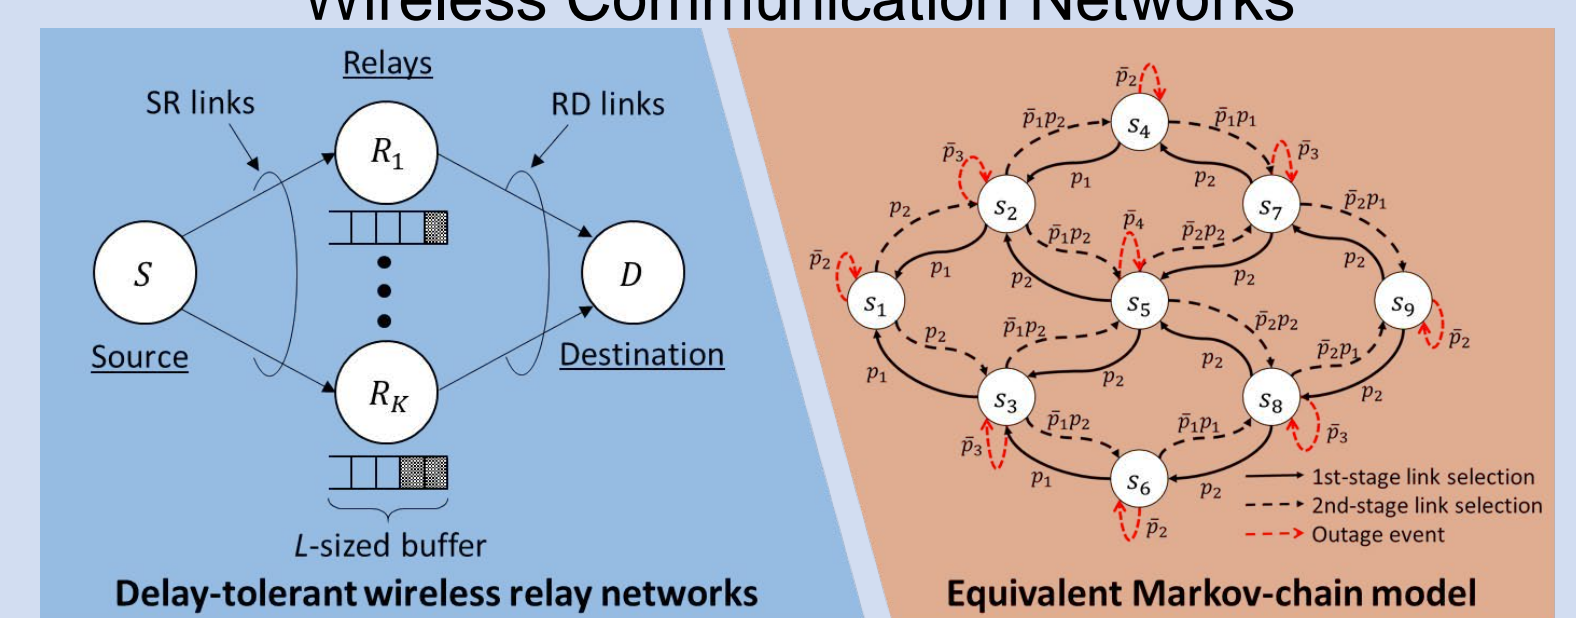 Wireless Communication Networks
Relays
SR links
RD links
R₁
S
D
Source
Destination
R_K
L-sized buffer
Delay-tolerant wireless relay networks
p̄₂
s₄
p̄₁p₂
p̄₁p₁
p̄₃
p̄₃
p₁
p₂
s₂
s₇
p₂
p̄₂p₁
p̄₁p₂
p̄₄
p̄₂p₂
p̄₂
p₁
p₂
p₂
p₂
s₁
s₅
s₉
p₂
p̄₁p₂
p̄₂p₂
p̄₂
p₁
p₂
p₂
p̄₂p₁
p₂
s₃
s₈
p̄₃
p̄₁p₂
p̄₁p₁
p̄₃
p₁
s₆
p₂
p̄₂
1st-stage link selection
2nd-stage link selection
Outage event
Equivalent Markov-chain model